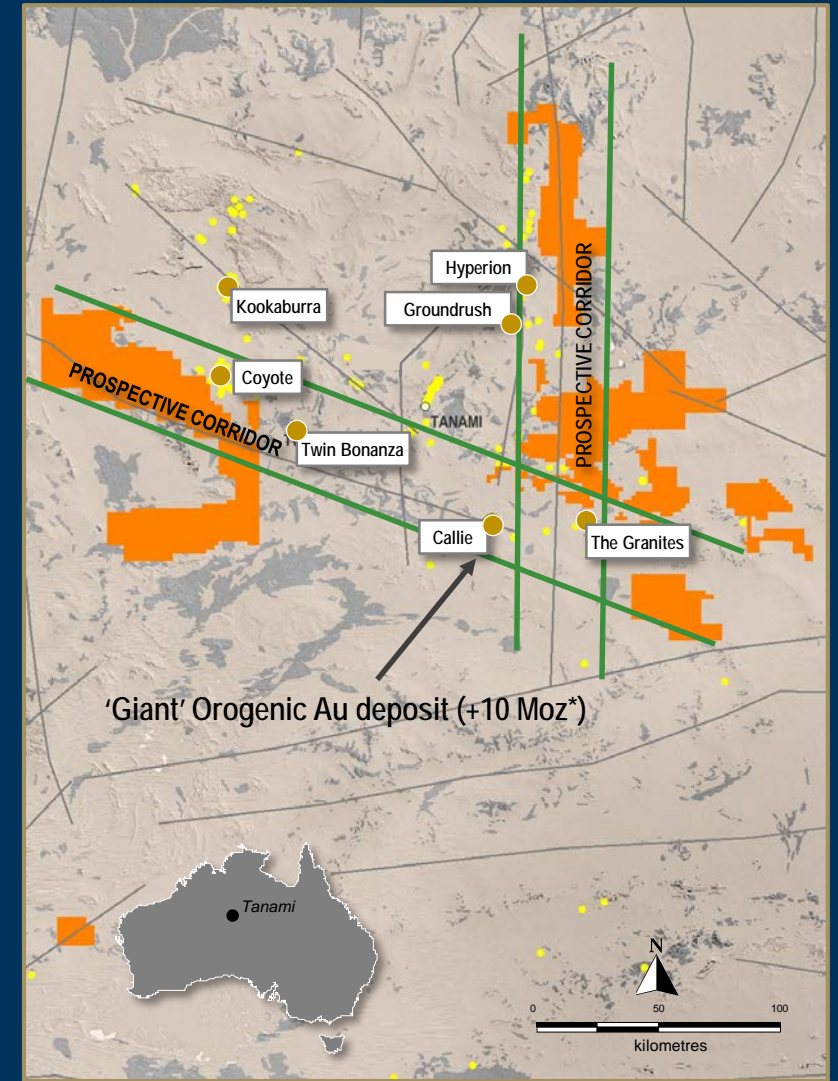 Hyperion
Groundrush
Kookaburra
PROSPECTIVE CORRIDOR
Coyote
PROSPECTIVE CORRIDOR
TANAMI
Twin Bonanza
Callie
The Granites
'Giant' Orogenic Au deposit (+10 Moz*)
Tanami
N
0 50 100
kilometres